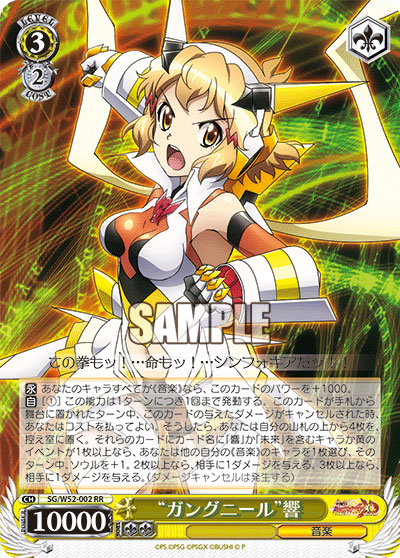 LEVEL
3
2
COST
SAMPLE
この拳もッ！…命もッ！…シンフォギアだッ！！
永 あなたのキャラすべてが《音楽》なら、このカードのパワーを＋1000。
自 ［①］ この能力は1ターンにつき1回まで発動する。このカードが手札から
舞台に置かれたターン中、このカードの与えたダメージがキャンセルされた時、
あなたはコストを払ってよい。そうしたら、あなたは自分の山札の上から4枚を、
控え室に置く。それらのカードにカード名に「響」か「未来」を含むキャラか黄の
イベントが1枚以上なら、あなたは他の自分の《音楽》のキャラを1枚選び、そのター
ン中、ソウルを＋1。2枚以上なら、相手に1ダメージを与える。3枚以上なら、
相手に1ダメージを与える。（ダメージキャンセルは発生する）
CH SG/W52-002 RR
©PS ©PSG ©PSGX ©BUSHI © P
10000
“ガングニール”響
音楽